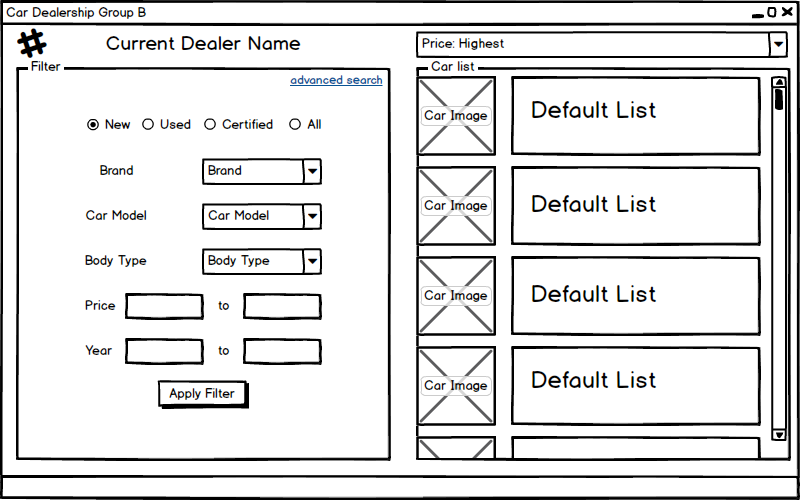 Car Dealership Group B
Current Dealer Name
Price: Highest
Filter
advanced search
New Used Certified All
Brand Brand
Car Model Car Model
Body Type Body Type
Price to
Year to
Apply Filter
Car list
Car Image Default List
Car Image Default List
Car Image Default List
Car Image Default List